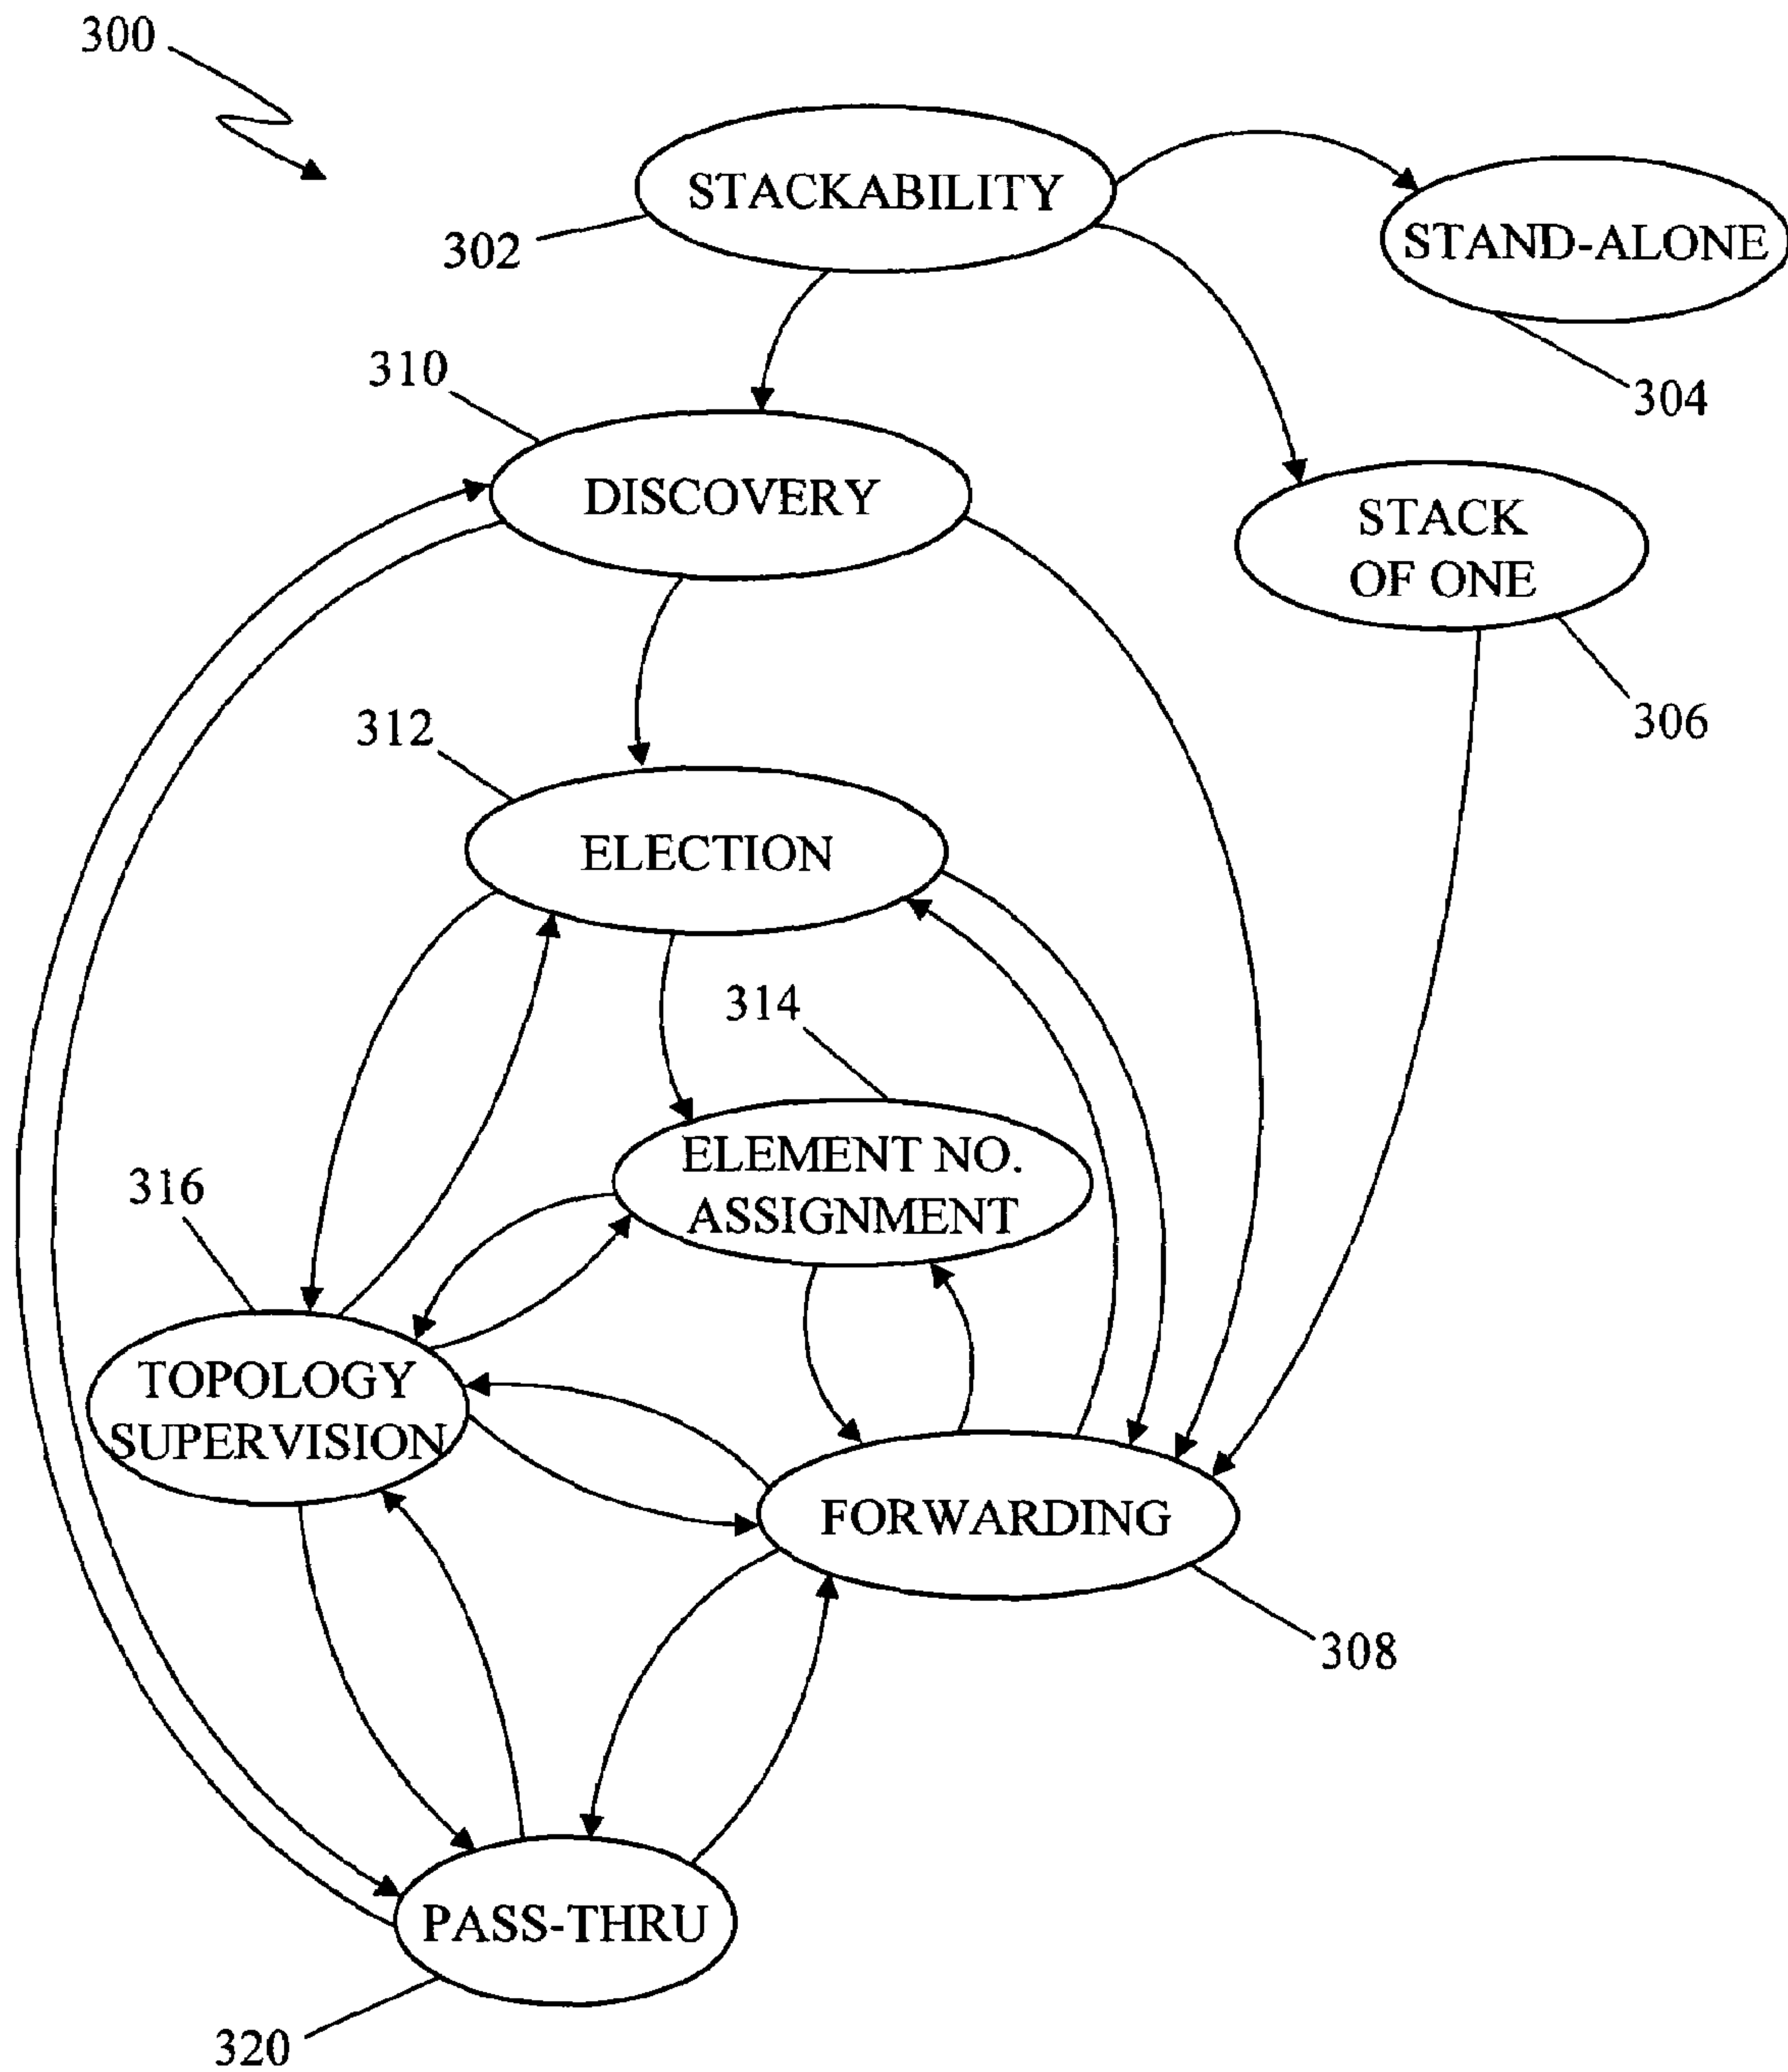 300
STACKABILITY
302
STAND-ALONE
304
310
DISCOVERY
STACK
OF ONE
306
312
ELECTION
314
ELEMENT NO.
ASSIGNMENT
316
TOPOLOGY
SUPERVISION
FORWARDING
308
PASS-THRU
320